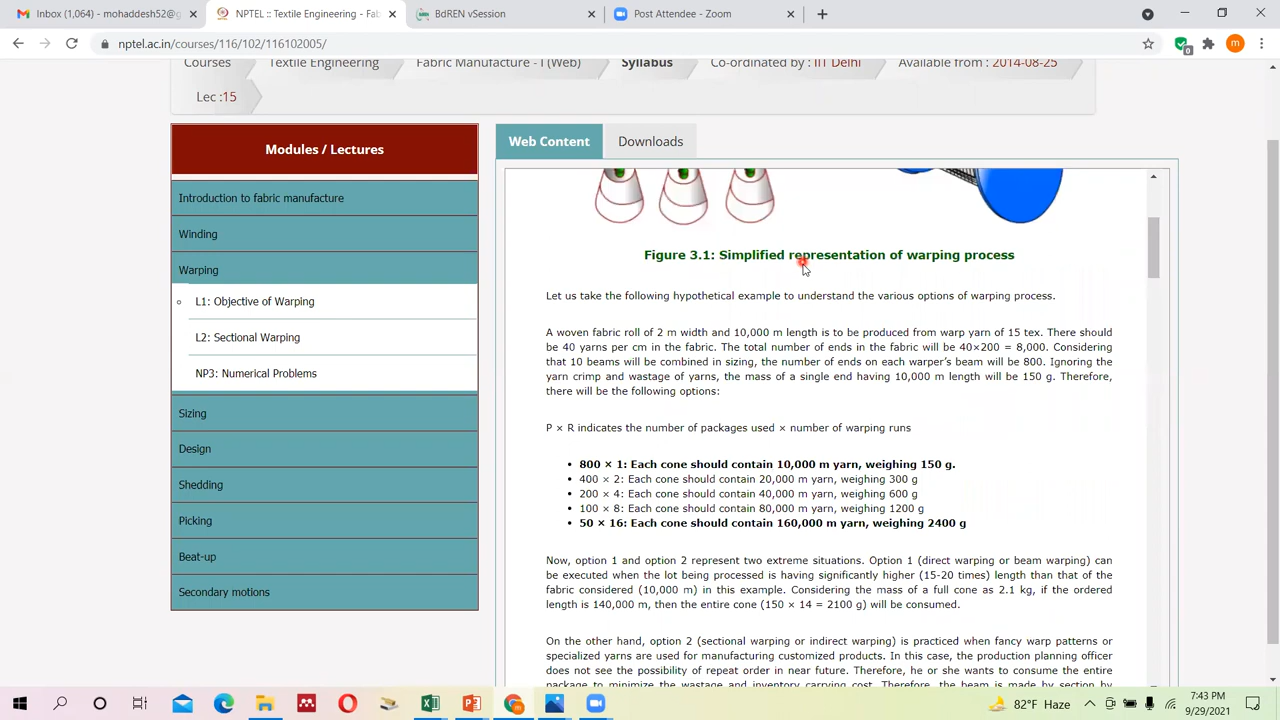 Inbox (1,064) - mohaddesh52@g
NPTEL :: Textile Engineering - Fab
BdREN vSession
Post Attendee - Zoom
nptel.ac.in/courses/116/102/116102005/
0
m
Courses
Textile Engineering
Fabric Manufacture - I (Web)
Syllabus
Co-ordinated by : IIT Delhi
Available from : 2014-08-25
Lec :15
Modules / Lectures
Introduction to fabric manufacture
Winding
Warping
L1: Objective of Warping
L2: Sectional Warping
NP3: Numerical Problems
Sizing
Design
Shedding
Picking
Beat-up
Secondary motions
Web Content
Downloads
Figure 3.1: Simplified representation of warping process
Let us take the following hypothetical example to understand the various options of warping process.
A woven fabric roll of 2 m width and 10,000 m length is to be produced from warp yarn of 15 tex. There should
be 40 yarns per cm in the fabric. The total number of ends in the fabric will be 40×200 = 8,000. Considering
that 10 beams will be combined in sizing, the number of ends on each warper's beam will be 800. Ignoring the
yarn crimp and wastage of yarns, the mass of a single end having 10,000 m length will be 150 g. Therefore,
there will be the following options:
P × R indicates the number of packages used × number of warping runs
• 800 × 1: Each cone should contain 10,000 m yarn, weighing 150 g.
• 400 × 2: Each cone should contain 20,000 m yarn, weighing 300 g
• 200 × 4: Each cone should contain 40,000 m yarn, weighing 600 g
• 100 × 8: Each cone should contain 80,000 m yarn, weighing 1200 g
• 50 × 16: Each cone should contain 160,000 m yarn, weighing 2400 g
Now, option 1 and option 2 represent two extreme situations. Option 1 (direct warping or beam warping) can
be executed when the lot being processed is having significantly higher (15-20 times) length than that of the
fabric considered (10,000 m) in this example. Considering the mass of a full cone as 2.1 kg, if the ordered
length is 140,000 m, then the entire cone (150 × 14 = 2100 g) will be consumed.
On the other hand, option 2 (sectional warping or indirect warping) is practiced when fancy warp patterns or
specialized yarns are used for manufacturing customized products. In this case, the production planning officer
does not see the possibility of repeat order in near future. Therefore, he or she wants to consume the entire
package to minimize the wastage and inventory carrying cost. Therefore, the beam is made by section by
82°F Haze
7:43 PM
9/29/2021